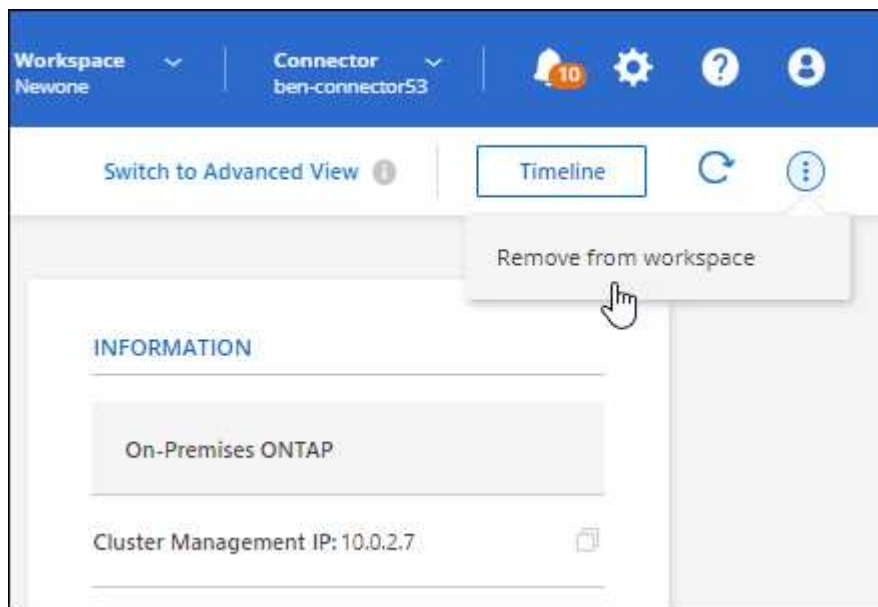 Workspace
Newone
Connector
ben-connector53
10
Switch to Advanced View
Timeline
Remove from workspace
INFORMATION
On-Premises ONTAP
Cluster Management IP: 10.0.2.7